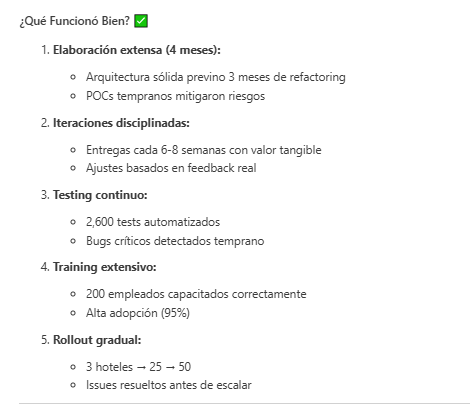 ¿Qué Funcionó Bien? ✅
1. Elaboración extensa (4 meses):
○ Arquitectura sólida previno 3 meses de refactoring
○ POCs tempranos mitigaron riesgos
2. Iteraciones disciplinadas:
○ Entregas cada 6-8 semanas con valor tangible
○ Ajustes basados en feedback real
3. Testing continuo:
○ 2,600 tests automatizados
○ Bugs críticos detectados temprano
4. Training extensivo:
○ 200 empleados capacitados correctamente
○ Alta adopción (95%)
5. Rollout gradual:
○ 3 hoteles → 25 → 50
○ Issues resueltos antes de escalar